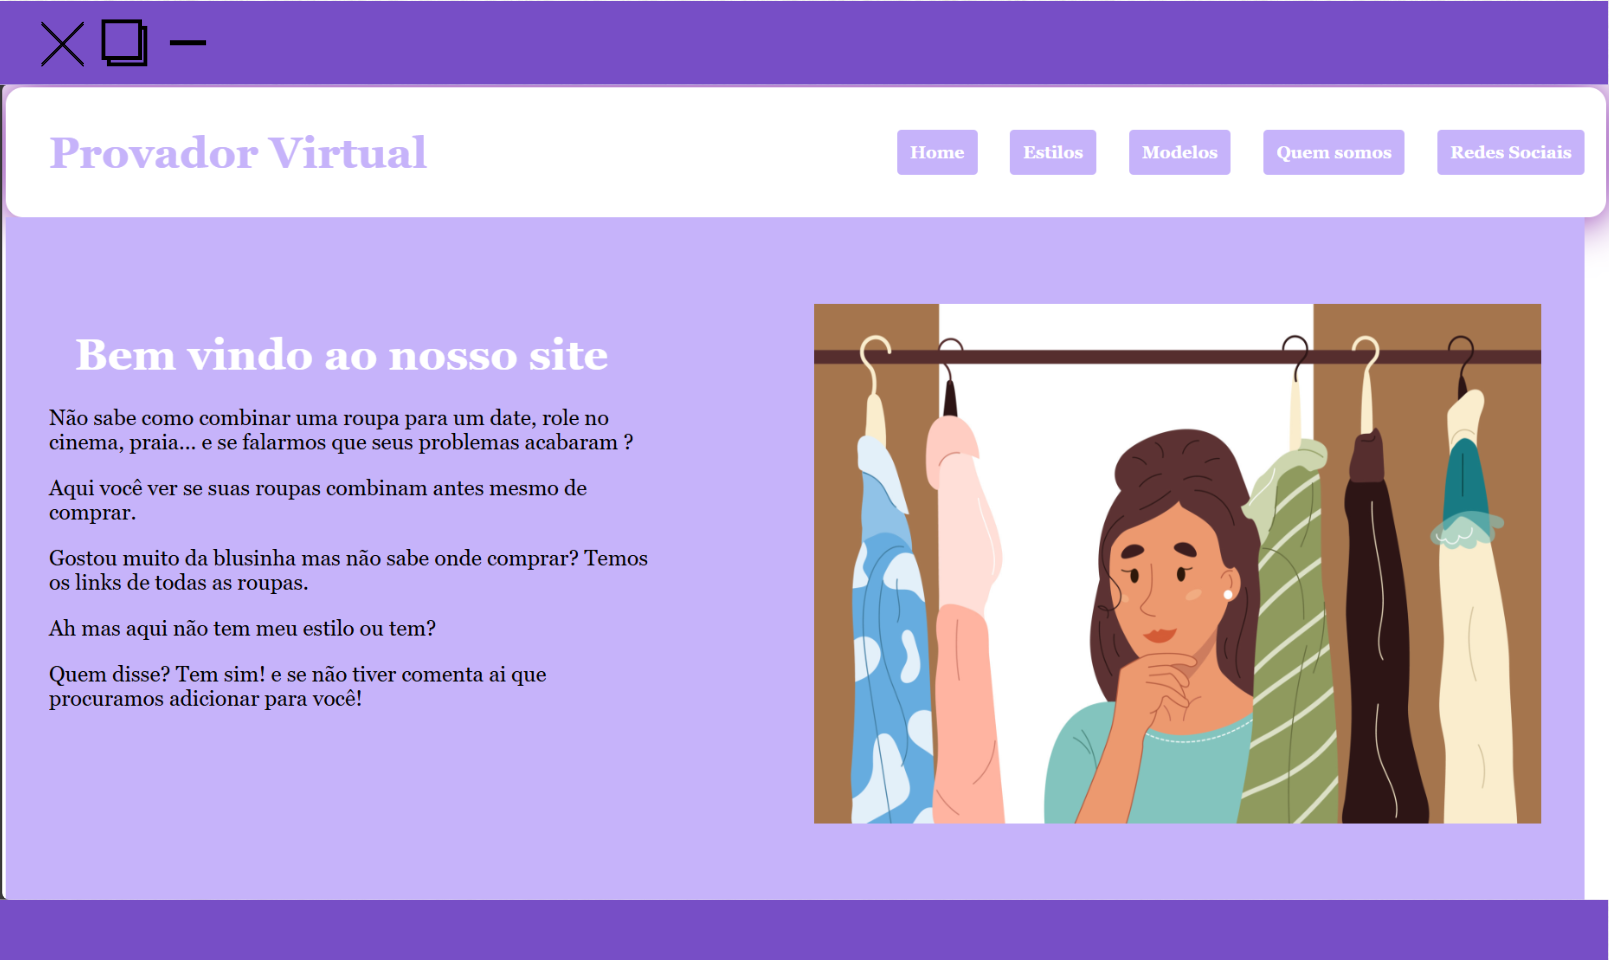 Provador Virtual
Home
Estilos
Modelos
Quem somos
Redes Sociais
Bem vindo ao nosso site
Não sabe como combinar uma roupa para um date, role no
cinema, praia... e se falarmos que seus problemas acabaram ?
Aqui você ver se suas roupas combinam antes mesmo de
comprar.
Gostou muito da blusinha mas não sabe onde comprar? Temos
os links de todas as roupas.
Ah mas aqui não tem meu estilo ou tem?
Quem disse? Tem sim! e se não tiver comenta ai que
procuramos adicionar para você!